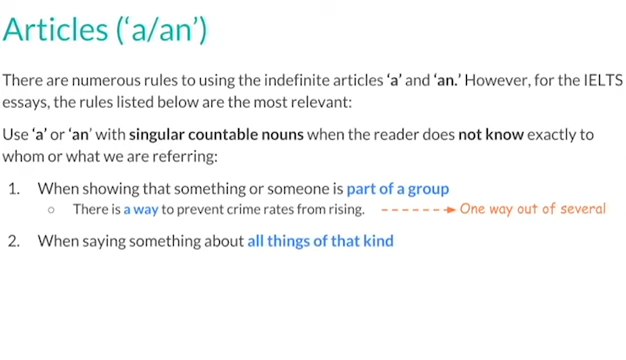 Articles ('a/an')
There are numerous rules to using the indefinite articles 'a' and 'an.' However, for the IELTS
essays, the rules listed below are the most relevant:
Use 'a' or 'an' with singular countable nouns when the reader does not know exactly to
whom or what we are referring:
1. When showing that something or someone is part of a group
○ There is a way to prevent crime rates from rising. One way out of several
2. When saying something about all things of that kind